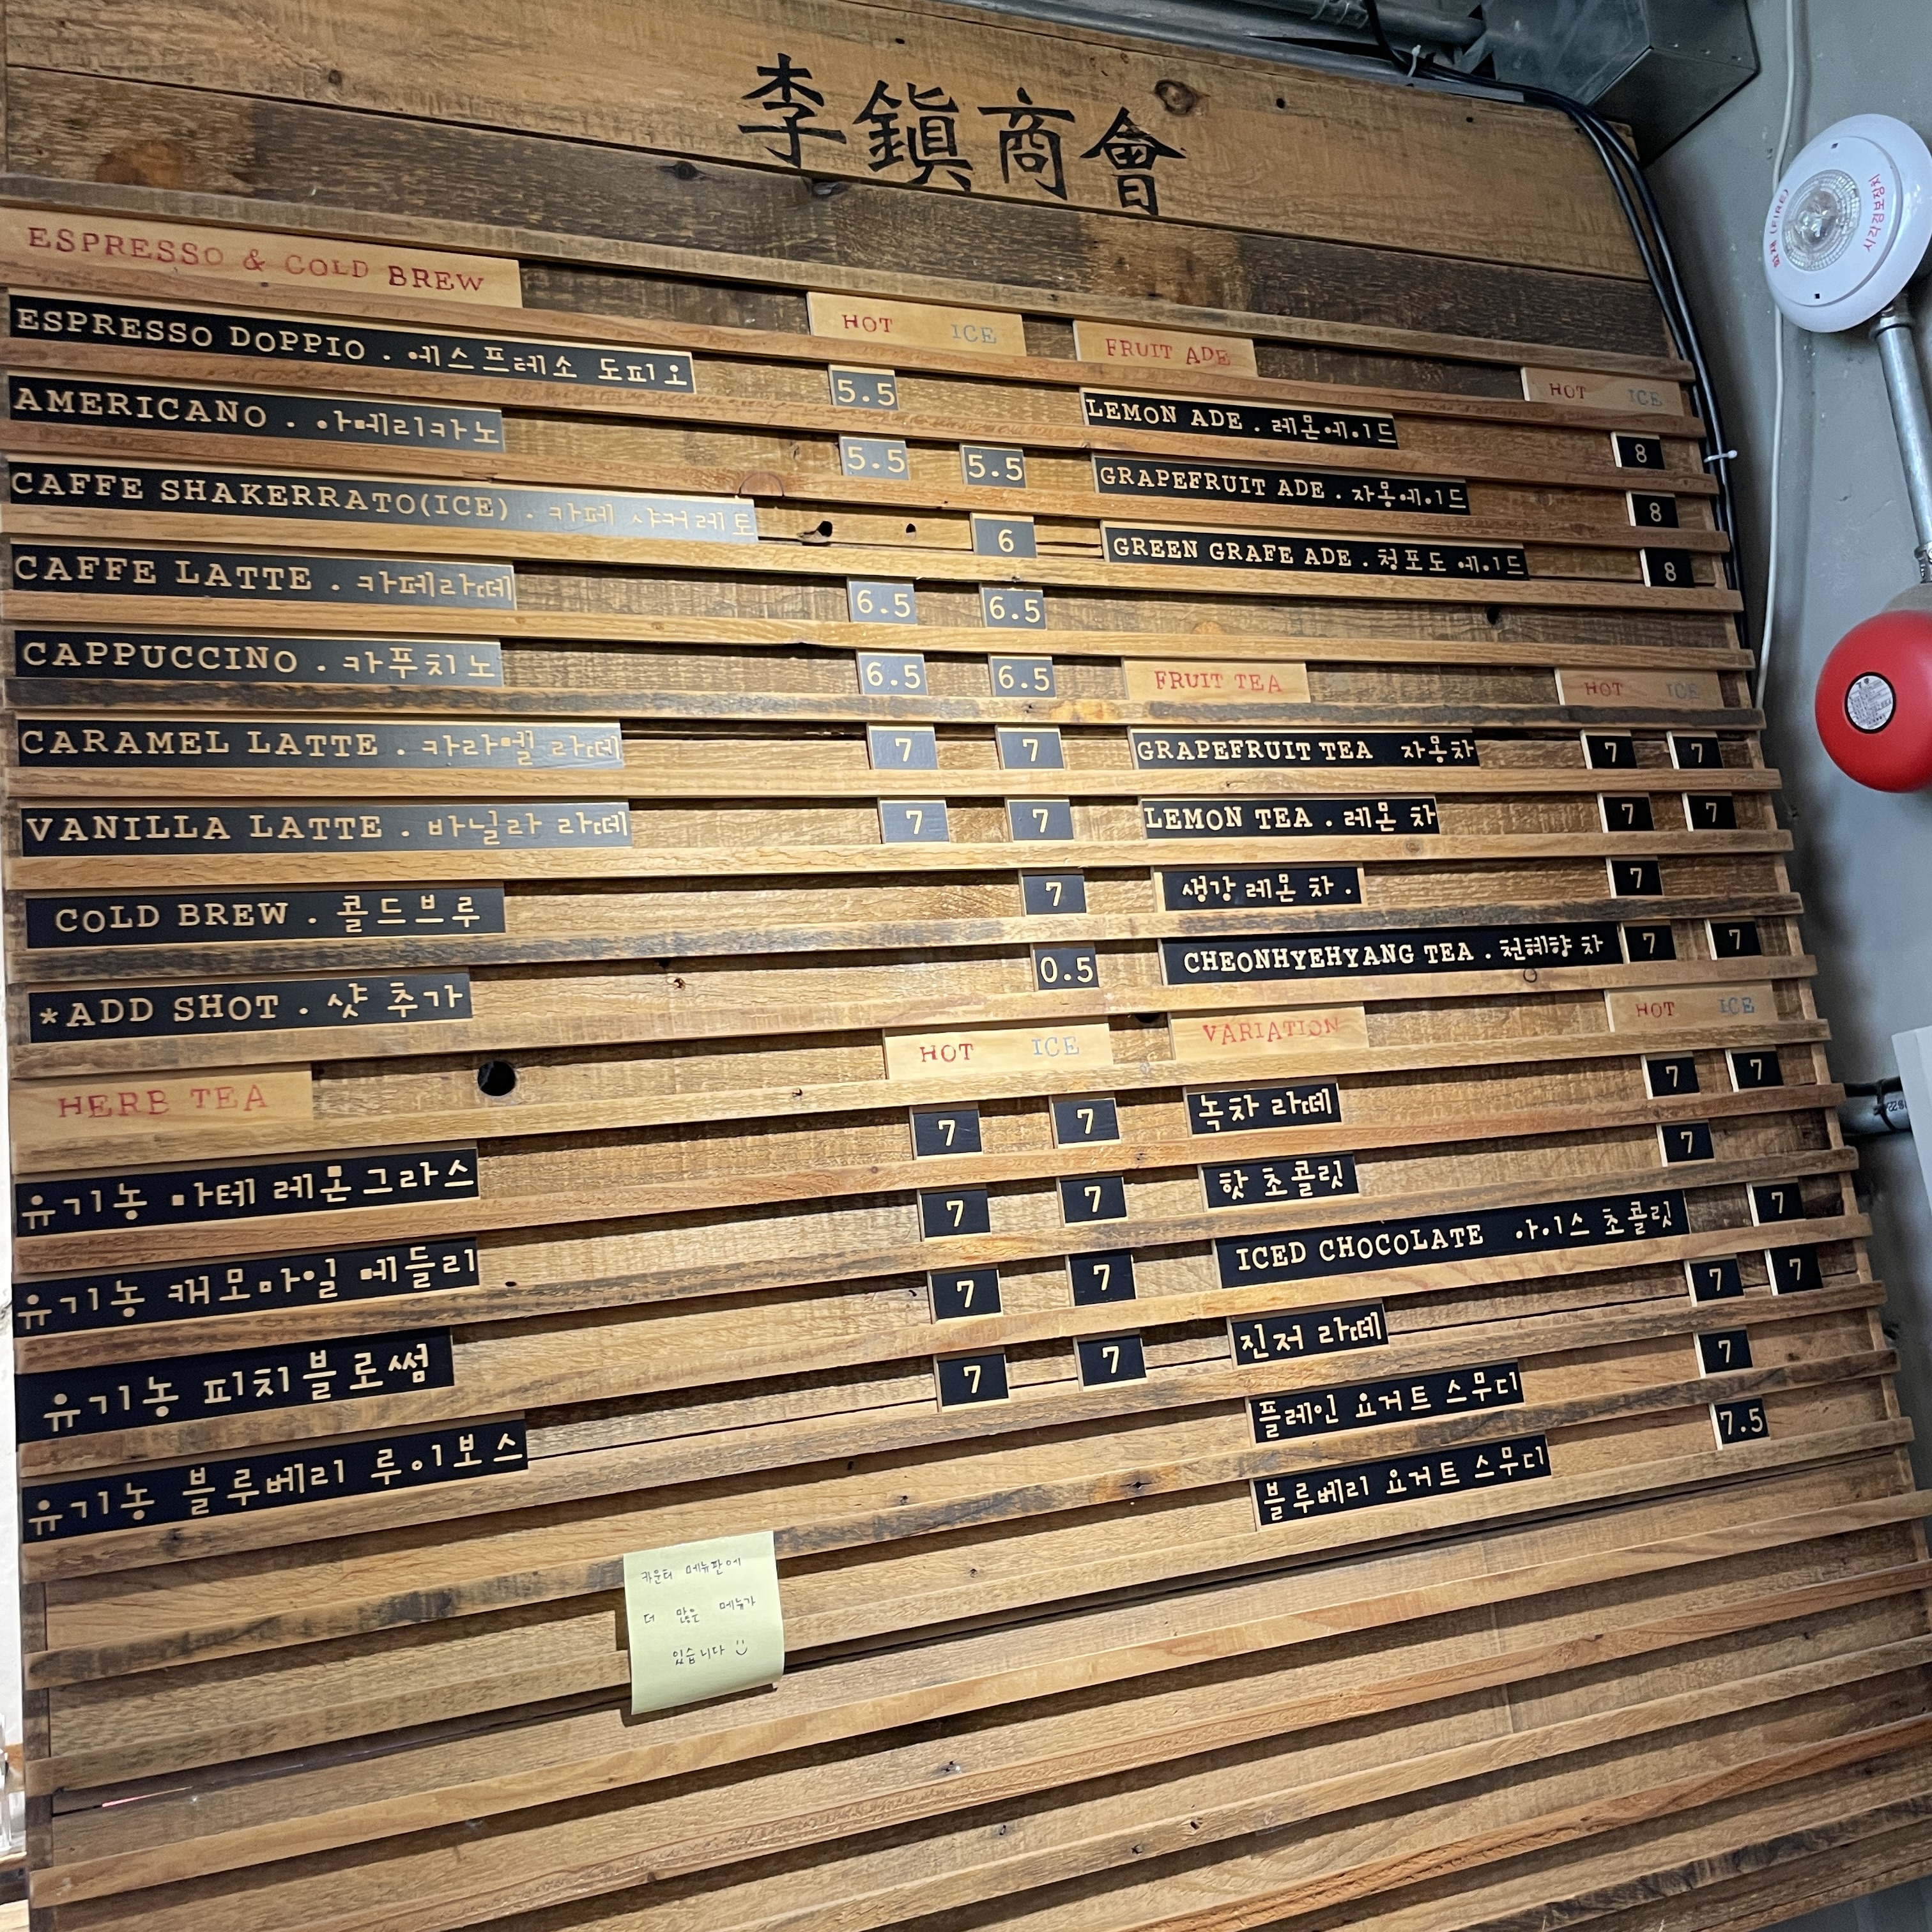 李鎭商會
ESPRESSO & COLD BREW
HOT ICE
ESPRESSO DOPPIO . 에스프레소 도피오 5.5
AMERICANO . 아메리카노 5.5 5.5
CAFFE SHAKERRATO(ICE) . 카페 샤커레토 6
CAFFE LATTE . 카페라떼 6.5 6.5
CAPPUCCINO . 카푸치노 6.5 6.5
CARAMEL LATTE . 카라멜 라떼 7 7
VANILLA LATTE . 바닐라 라떼 7 7
COLD BREW . 콜드브루 7
*ADD SHOT . 샷 추가 0.5
HERB TEA
HOT ICE
유기농 마테 레몬그라스 7 7
유기농 캐모마일 메들리 7 7
유기농 피치블로썸 7 7
유기농 블루베리 루이보스 7 7
FRUIT ADE
HOT ICE
LEMON ADE . 레몬에이드 8
GRAPEFRUIT ADE . 자몽에이드 8
GREEN GRAFE ADE . 청포도 에이드 8
FRUIT TEA
HOT ICE
GRAPEFRUIT TEA 자몽차 7 7
LEMON TEA . 레몬 차 7 7
생강 레몬 차 . 7
CHEONHYEHYANG TEA . 천혜향 차 7 7
VARIATION
HOT ICE
녹차 라떼 7 7
핫 초콜릿 7
ICED CHOCOLATE 아이스 초콜릿 7
진저 라떼 7 7
플레인 요거트 스무디 7
블루베리 요거트 스무디 7.5
카운터 메뉴판에
더 많은 메뉴가
있습니다
화재 (FIRE)
시각경보기